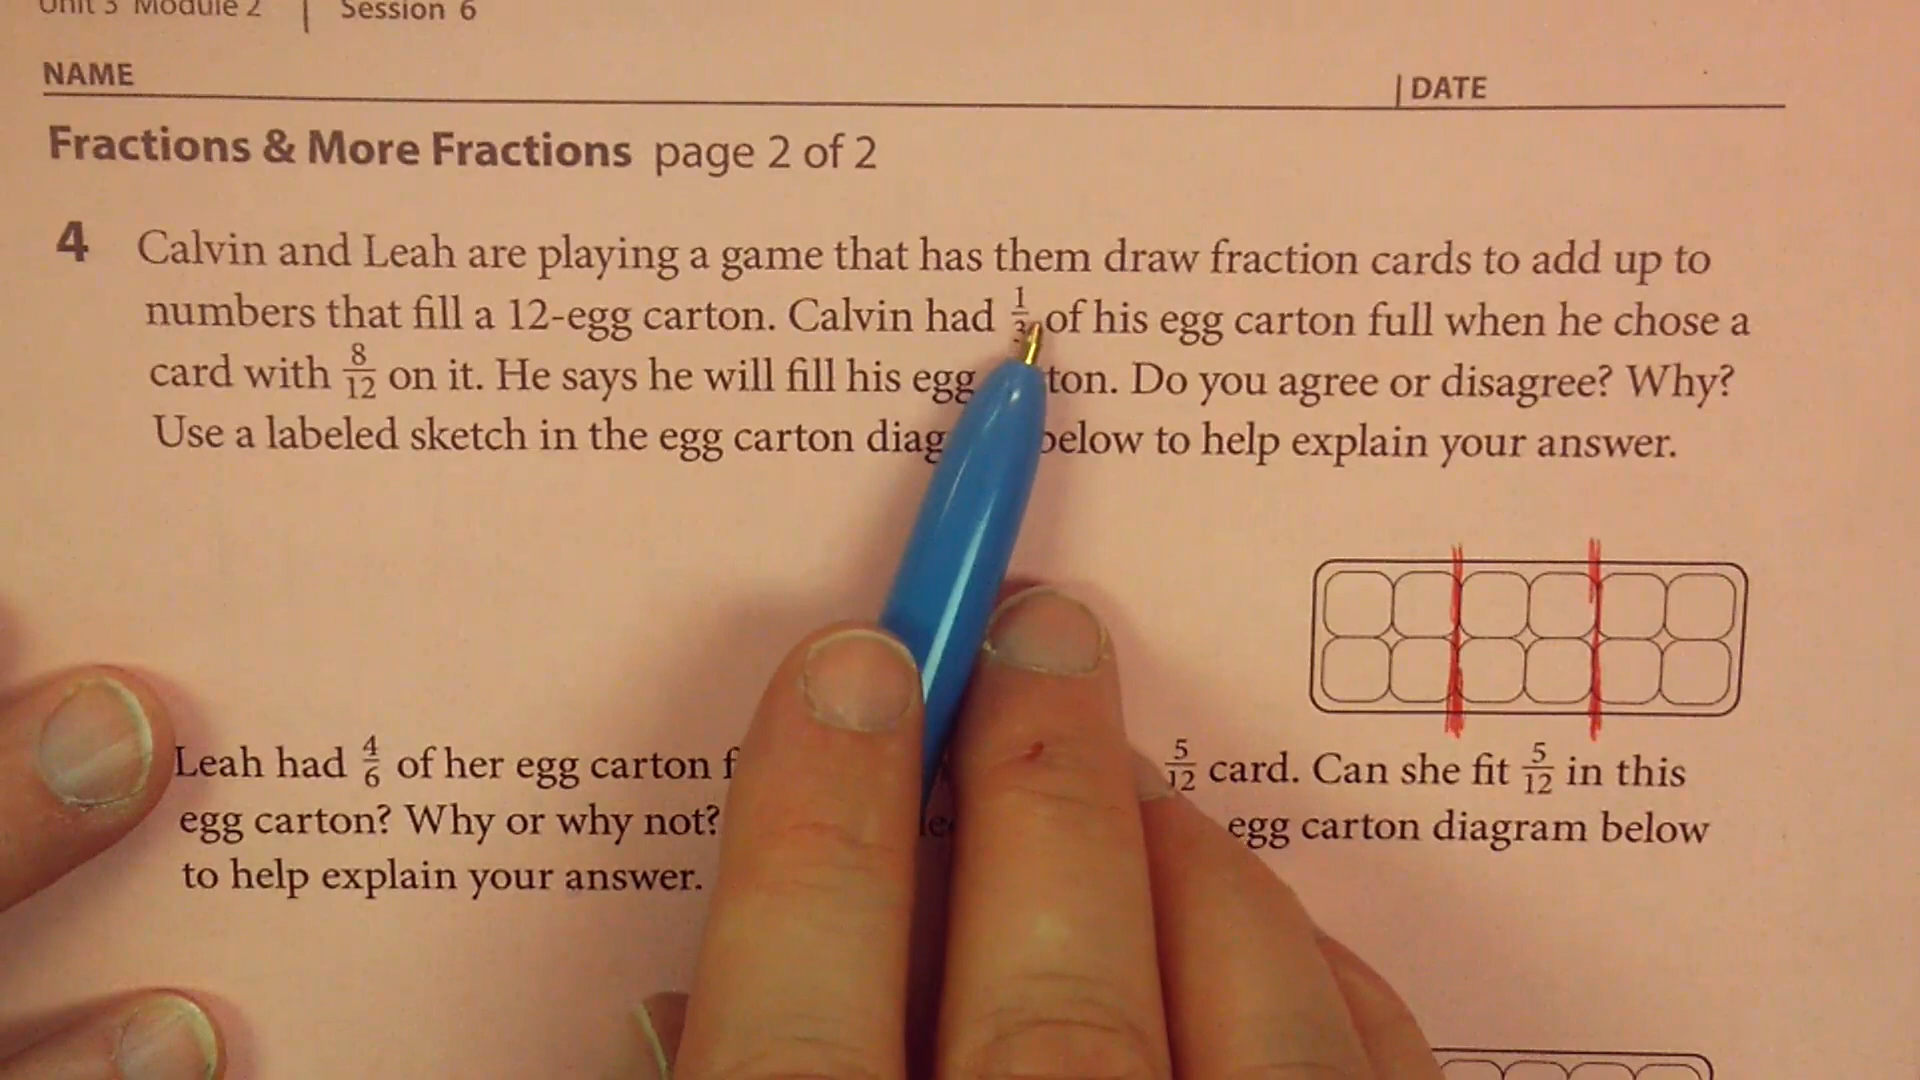 Unit 3 Module 2 | Session 6
NAME | DATE
Fractions & More Fractions page 2 of 2
4 Calvin and Leah are playing a game that has them draw fraction cards to add up to
numbers that fill a 12-egg carton. Calvin had 1/3 of his egg carton full when he chose a
card with 8/12 on it. He says he will fill his egg ton. Do you agree or disagree? Why?
Use a labeled sketch in the egg carton diag below to help explain your answer.
Leah had 4/6 of her egg carton f 5/12 card. Can she fit 5/12 in this
egg carton? Why or why not? egg carton diagram below
to help explain your answer.